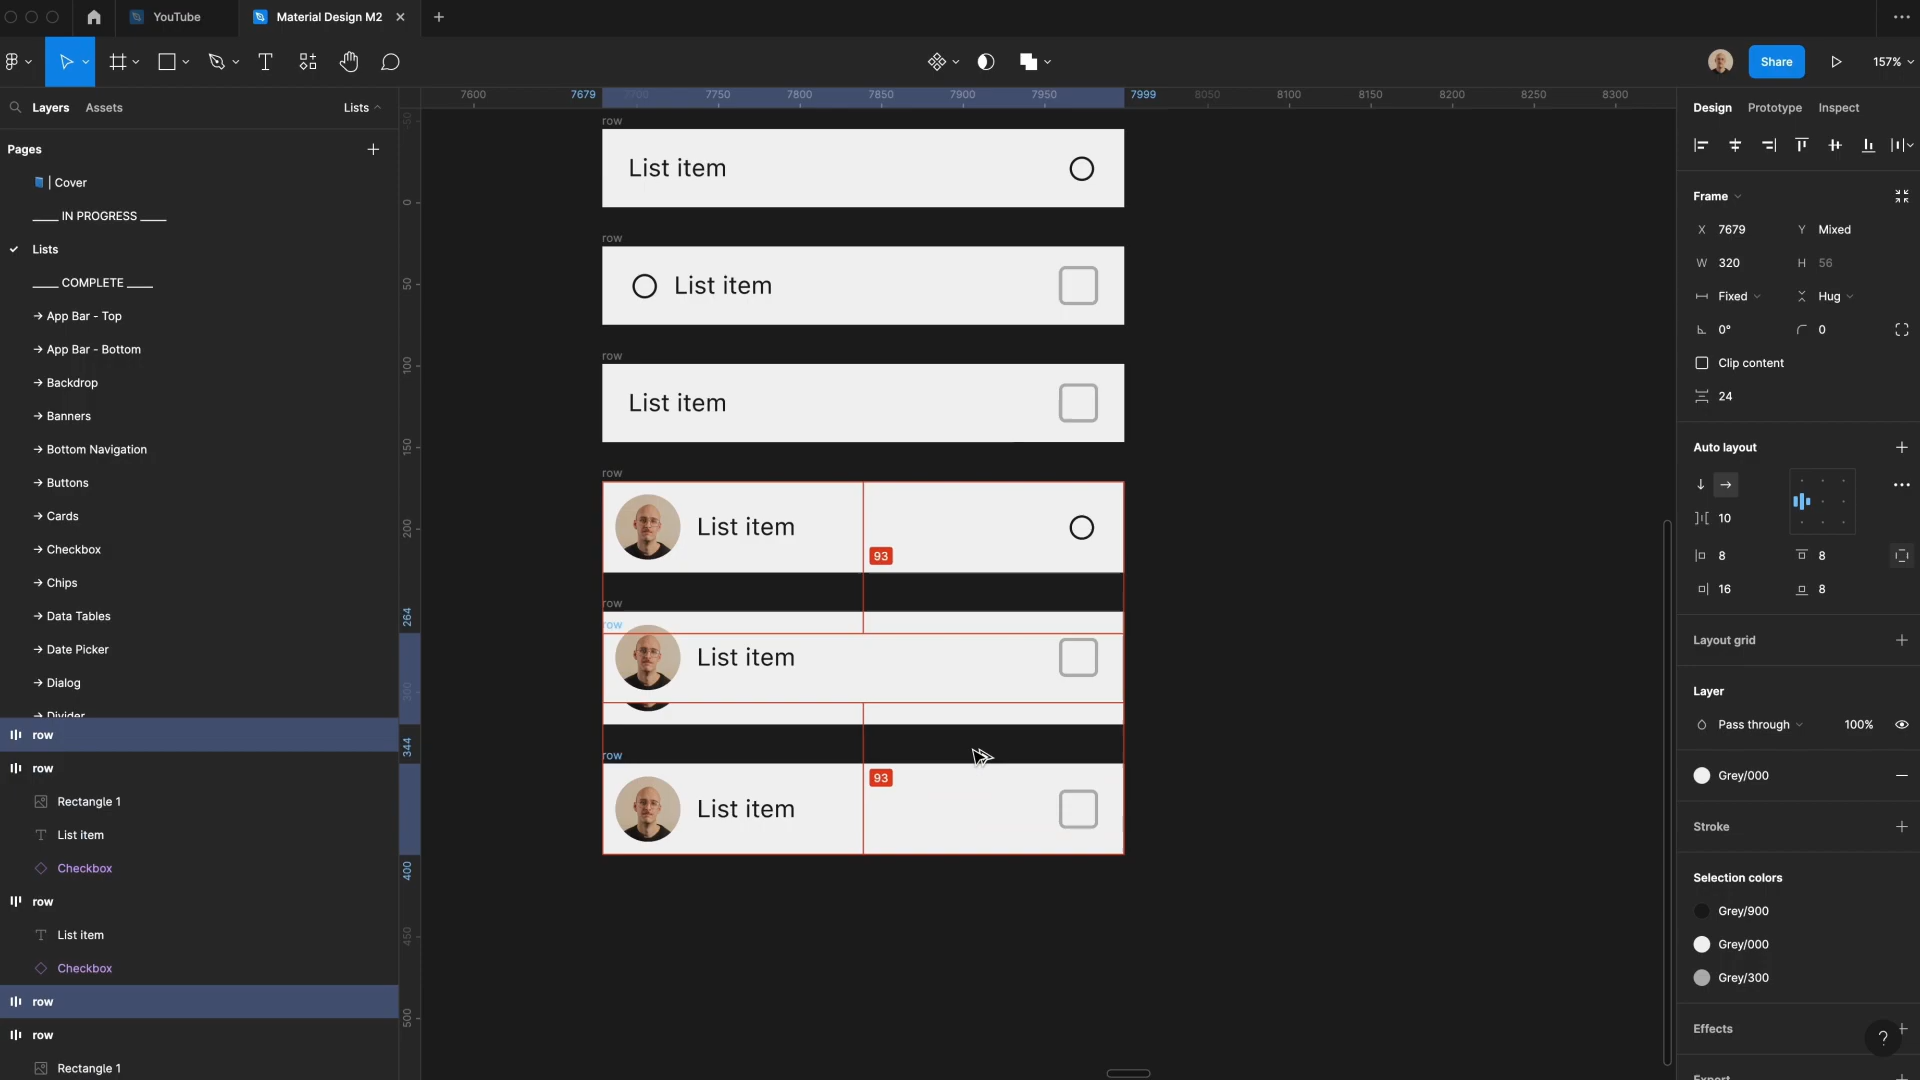 YouTube
Material Design M2
Share
157%
Layers
Assets
Lists
Pages
| Cover
____ IN PROGRESS ____
Lists
____ COMPLETE ____
→ App Bar - Top
→ App Bar - Bottom
→ Backdrop
→ Banners
→ Bottom Navigation
→ Buttons
→ Cards
→ Checkbox
→ Chips
→ Data Tables
→ Date Picker
→ Dialog
→ Divider
row
row
Rectangle 1
List item
Checkbox
row
List item
Checkbox
row
row
Rectangle 1
7600
7679
7700
7750
7800
7850
7900
7950
7999
8050
8100
8150
8200
8250
8300
-50
0
50
100
150
200
264
300
344
400
450
500
row
List item
row
List item
row
List item
row
List item
93
row
row
List item
row
93
List item
Design
Prototype
Inspect
Frame
X 7679
Y Mixed
W 320
H 56
Fixed
Hug
0°
0
Clip content
24
Auto layout
10
8
8
16
8
Layout grid
Layer
Pass through
100%
Grey/000
Stroke
Selection colors
Grey/900
Grey/000
Grey/300
Effects
?
Export